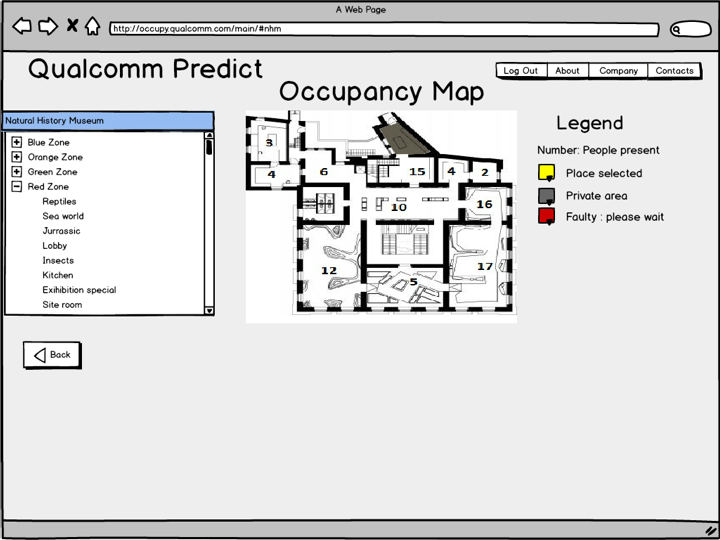 A Web Page
http://occupy.qualcomm.com/main/#nhm
Qualcomm Predict
Log Out About Company Contacts
Occupancy Map
Natural History Museum
Blue Zone
Orange Zone
Green Zone
Red Zone
Reptiles
Sea world
Jurrassic
Lobby
Insects
Kitchen
Exihibition special
Site room
3
4
6
15
4
2
10
16
12
5
17
Legend
Number: People present
Place selected
Private area
Faulty : please wait
Back